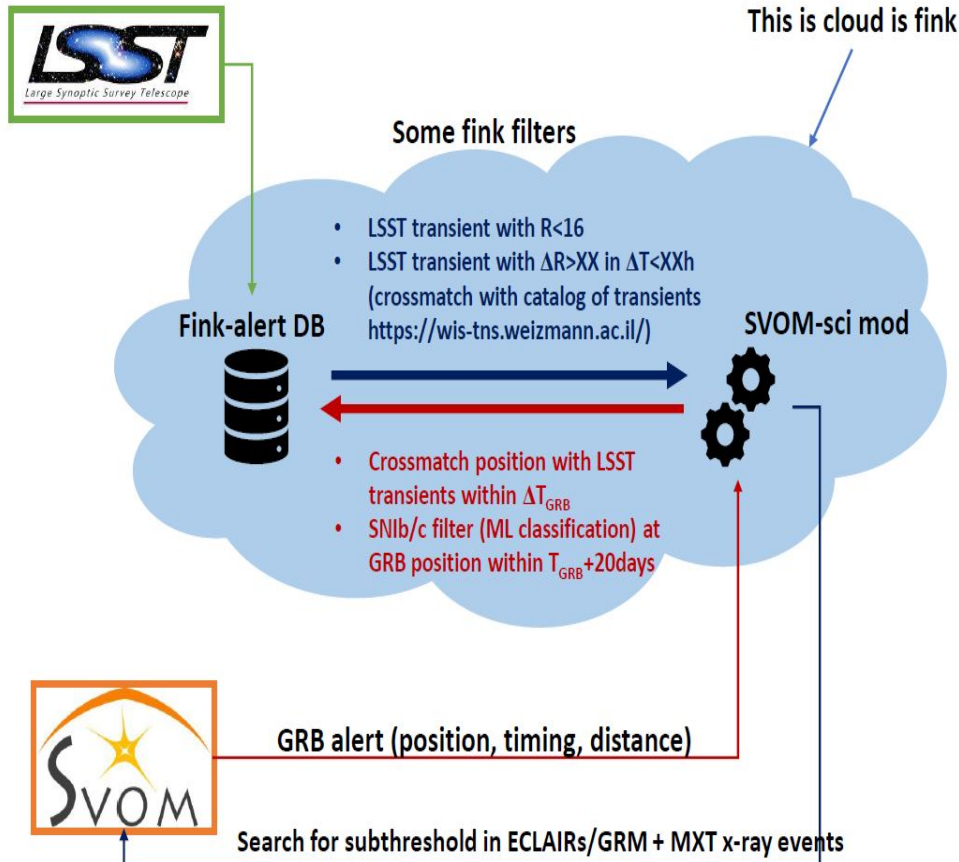 This is cloud is fink
LSST
Large Synoptic Survey Telescope
Some fink filters
• LSST transient with R<16
• LSST transient with ΔR>XX in ΔT<XXh
(crossmatch with catalog of transients
https://wis-tns.weizmann.ac.il/)
Fink-alert DB
SVOM-sci mod
• Crossmatch position with LSST
transients within ΔT_GRB
• SNIb/c filter (ML classification) at
GRB position within T_GRB+20days
SVOM
GRB alert (position, timing, distance)
Search for subthreshold in ECLAIRs/GRM + MXT x-ray events